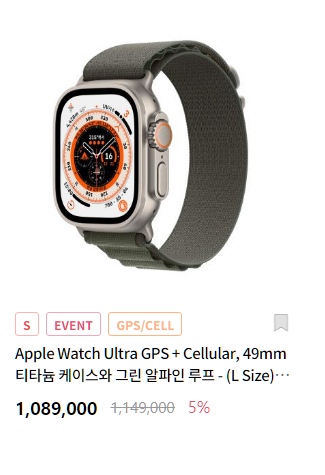 S EVENT GPS/CELL
Apple Watch Ultra GPS + Cellular, 49mm
티타늄 케이스와 그린 알파인 루프 - (L Size)…
1,089,000 1,149,000 5%